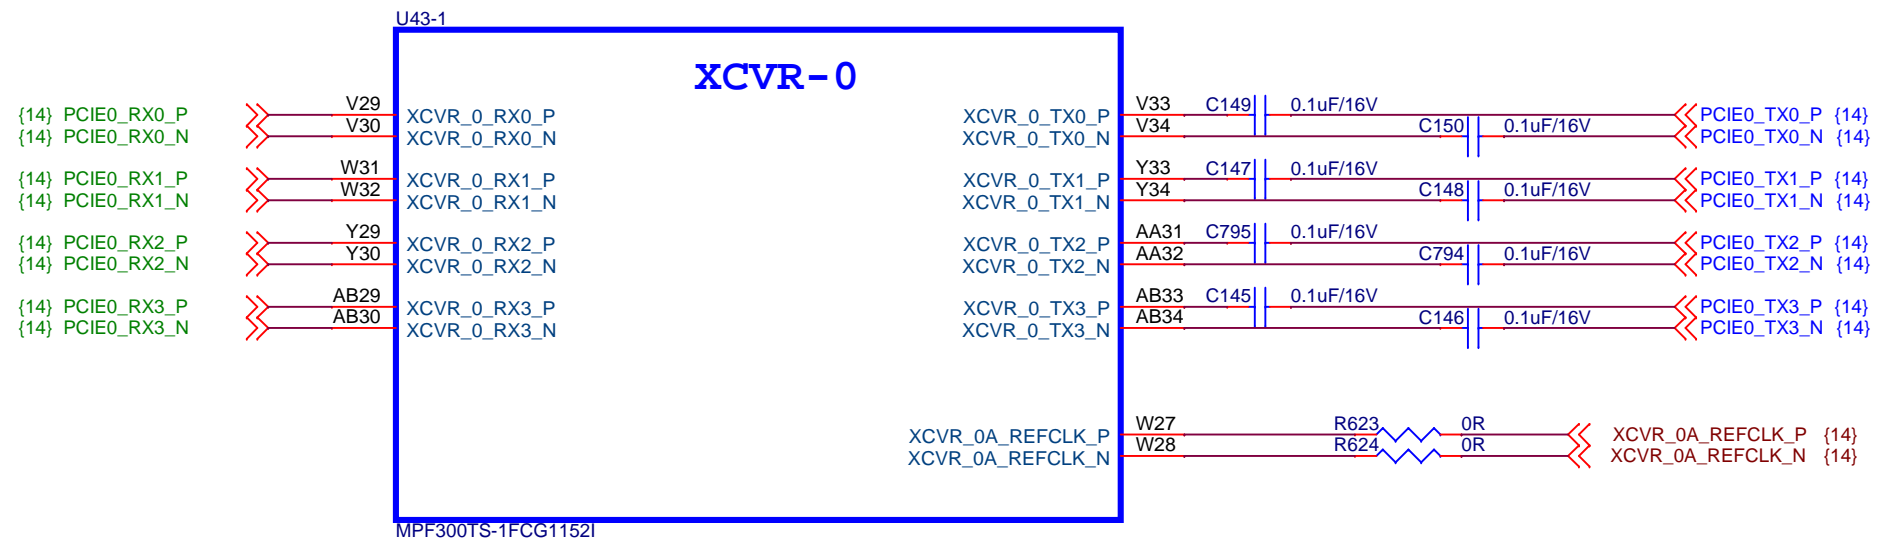 U43-1
XCVR-0
{14} PCIE0_RX0_P V29 XCVR_0_RX0_P XCVR_0_TX0_P V33 C149 0.1uF/16V PCIE0_TX0_P {14}
{14} PCIE0_RX0_N V30 XCVR_0_RX0_N XCVR_0_TX0_N V34 C150 0.1uF/16V PCIE0_TX0_N {14}
{14} PCIE0_RX1_P W31 XCVR_0_RX1_P XCVR_0_TX1_P Y33 C147 0.1uF/16V PCIE0_TX1_P {14}
{14} PCIE0_RX1_N W32 XCVR_0_RX1_N XCVR_0_TX1_N Y34 C148 0.1uF/16V PCIE0_TX1_N {14}
{14} PCIE0_RX2_P Y29 XCVR_0_RX2_P XCVR_0_TX2_P AA31 C795 0.1uF/16V PCIE0_TX2_P {14}
{14} PCIE0_RX2_N Y30 XCVR_0_RX2_N XCVR_0_TX2_N AA32 C794 0.1uF/16V PCIE0_TX2_N {14}
{14} PCIE0_RX3_P AB29 XCVR_0_RX3_P XCVR_0_TX3_P AB33 C145 0.1uF/16V PCIE0_TX3_P {14}
{14} PCIE0_RX3_N AB30 XCVR_0_RX3_N XCVR_0_TX3_N AB34 C146 0.1uF/16V PCIE0_TX3_N {14}
XCVR_0A_REFCLK_P W27 R623 0R XCVR_0A_REFCLK_P {14}
XCVR_0A_REFCLK_N W28 R624 0R XCVR_0A_REFCLK_N {14}
MPF300TS-1FCG1152I